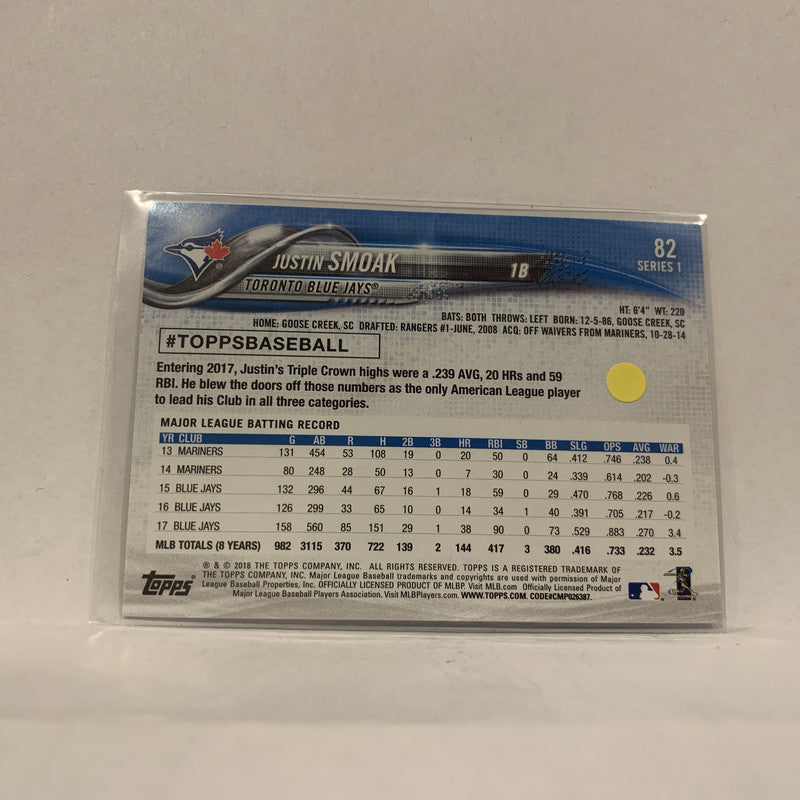 JUSTIN SMOAK
1B
82
SERIES 1
TORONTO BLUE JAYS®
HT: 6'4" WT: 220
BATS: BOTH THROWS: LEFT BORN: 12-5-86, GOOSE CREEK, SC
HOME: GOOSE CREEK, SC DRAFTED: RANGERS #1-JUNE, 2008 ACQ: OFF WAIVERS FROM MARINERS, 10-28-14
#TOPPSBASEBALL
Entering 2017, Justin's Triple Crown highs were a .239 AVG, 20 HRs and 59
RBI. He blew the doors off those numbers as the only American League player
to lead his Club in all three categories.
MAJOR LEAGUE BATTING RECORD
YR CLUB G AB R H 2B 3B HR RBI SB BB SLG OPS AVG WAR
13 MARINERS 131 454 53 108 19 0 20 50 0 64 .412 .746 .238 0.4
14 MARINERS 80 248 28 50 13 0 7 30 0 24 .339 .614 .202 -0.3
15 BLUE JAYS 132 296 44 67 16 1 18 59 0 29 .470 .768 .226 0.6
16 BLUE JAYS 126 299 33 65 10 0 14 34 1 40 .391 .705 .217 -0.2
17 BLUE JAYS 158 560 85 151 29 1 38 90 0 73 .529 .883 .270 3.4
MLB TOTALS (8 YEARS) 982 3115 370 722 139 2 144 417 3 380 .416 .733 .232 3.5
® & © 2018 THE TOPPS COMPANY, INC. ALL RIGHTS RESERVED. TOPPS IS A REGISTERED TRADEMARK OF
THE TOPPS COMPANY, INC. Major League Baseball trademarks and copyrights are used with permission of Major
League Baseball Properties, Inc. OFFICIALLY LICENSED PRODUCT OF MLBP. Visit MLB.com Officially Licensed Product of
Major League Baseball Players Association. Visit MLBPlayers.com. WWW.TOPPS.COM. CODE#CMP026387.
TOPPS